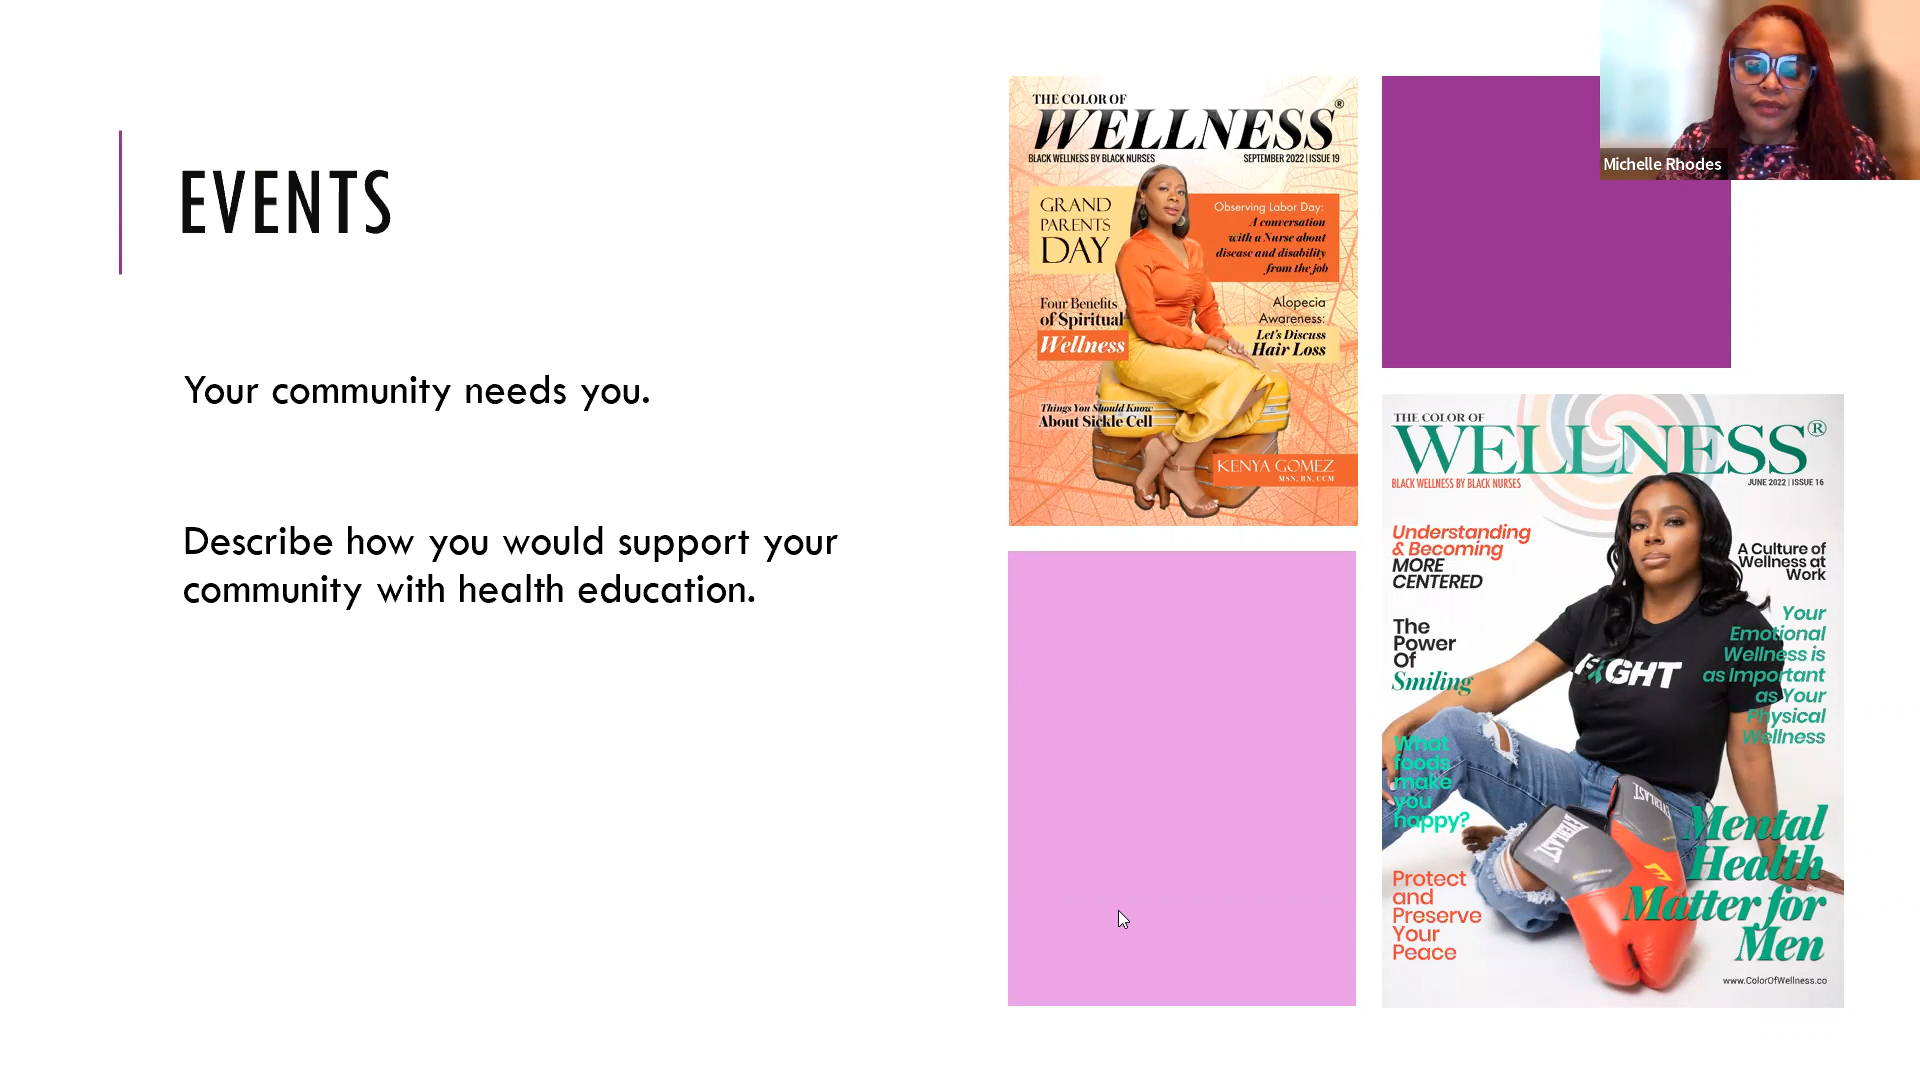 EVENTS
Your community needs you.
Describe how you would support your
community with health education.
THE COLOR OF
WELLNESS®
BLACK WELLNESS BY BLACK NURSES
SEPTEMBER 2022 | ISSUE 19
GRAND
PARENTS
DAY
Observing Labor Day:
A conversation
with a Nurse about
disease and disability
from the job
Four Benefits
of Spiritual
Wellness
Alopecia
Awareness:
Let's Discuss
Hair Loss
Things You Should Know
About Sickle Cell
KENYA GOMEZ
MSN, RN, CCM
Michelle Rhodes
THE COLOR OF
WELLNESS®
BLACK WELLNESS BY BLACK NURSES
JUNE 2022 | ISSUE 16
Understanding
& Becoming
MORE
CENTERED
A Culture of
Wellness at
Work
The
Power
Of
Smiling
Your
Emotional
Wellness is
as Important
as Your
Physical
Wellness
FIGHT
What
foods
make
you
happy?
EVERLAST
EVERLAST
Mental
Health
Matter for
Men
Protect
and
Preserve
Your
Peace
www.ColorOfWellness.co